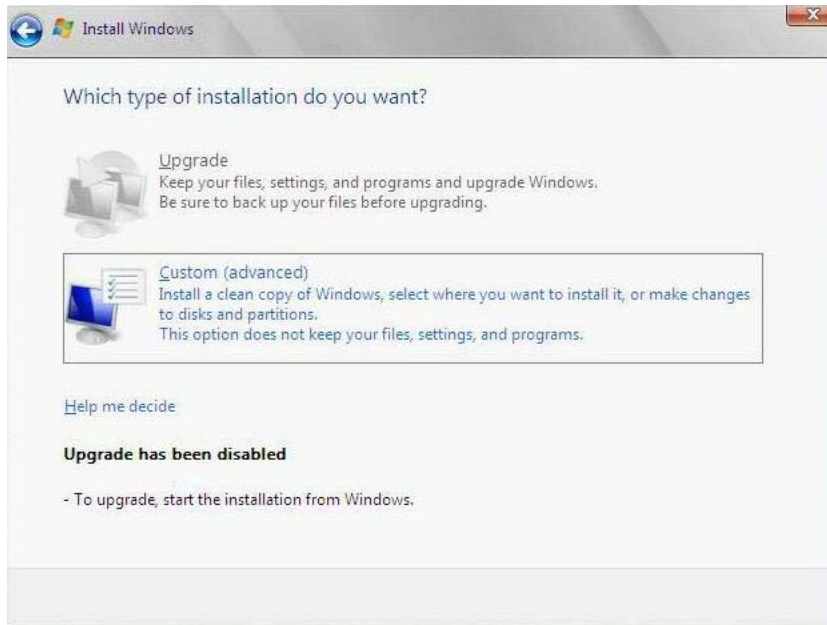 Install Windows
Which type of installation do you want?
Upgrade
Keep your files, settings, and programs and upgrade Windows.
Be sure to back up your files before upgrading.
Custom (advanced)
Install a clean copy of Windows, select where you want to install it, or make changes
to disks and partitions.
This option does not keep your files, settings, and programs.
Help me decide
Upgrade has been disabled
- To upgrade, start the installation from Windows.